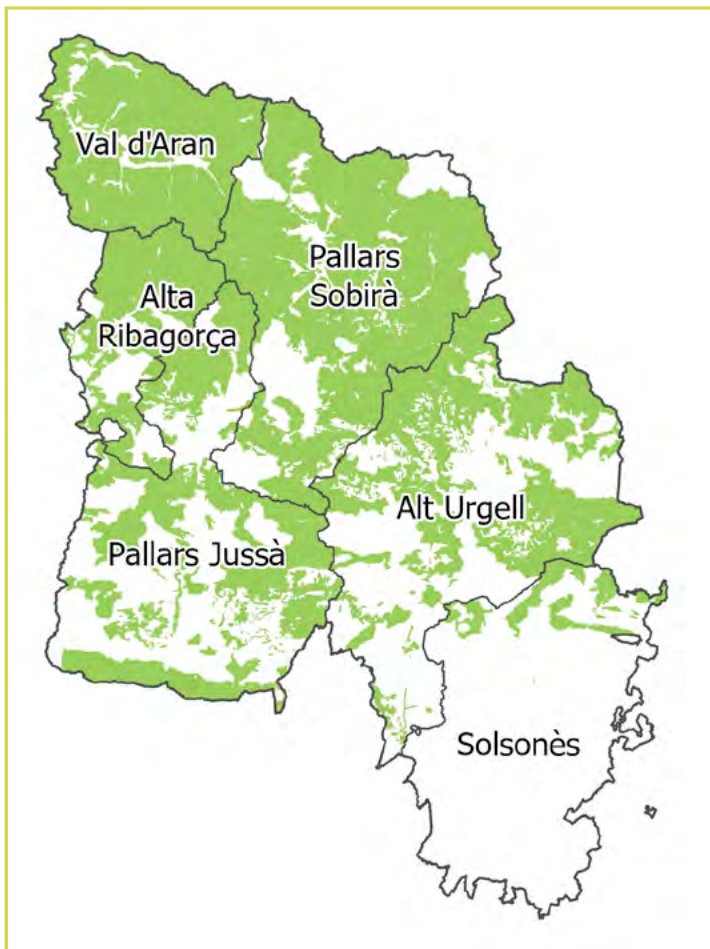 Val d'Aran
Pallars
Sobirà
Alta
Ribagorça
Alt Urgell
Pallars Jussà
Solsonès